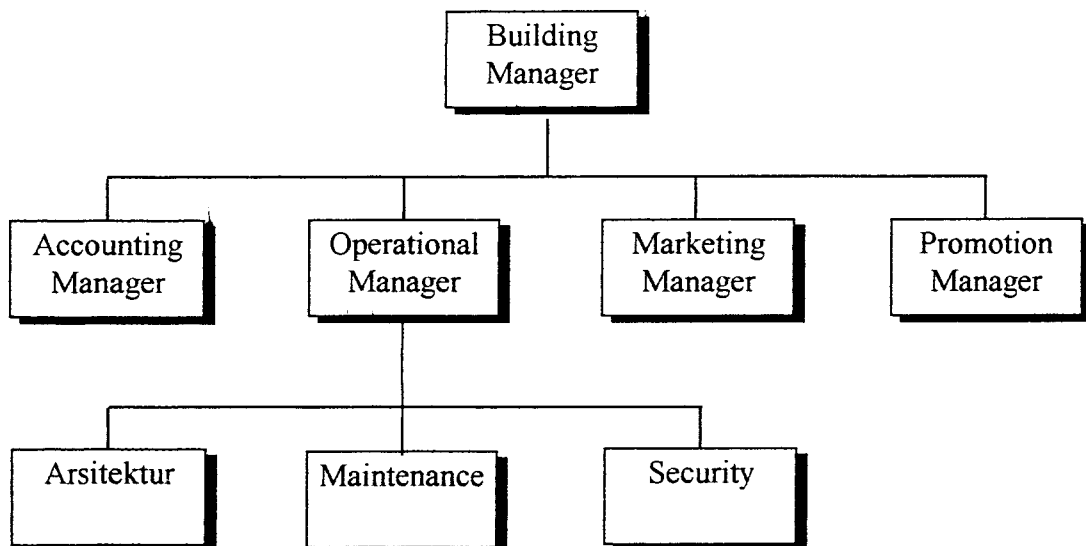 Building
Manager
Accounting
Manager
Operational
Manager
Marketing
Manager
Promotion
Manager
Arsitektur
Maintenance
Security